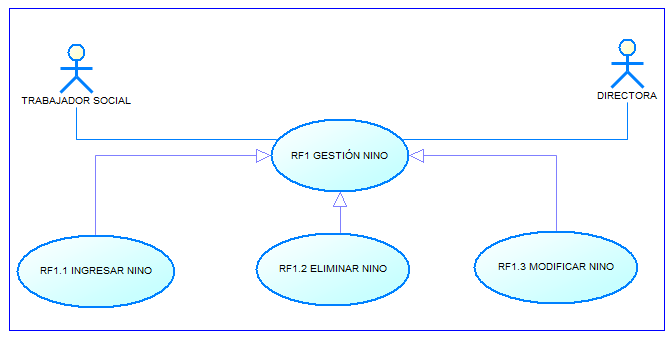 TRABAJADOR SOCIAL
DIRECTORA
RF1 GESTIÓN NINO
RF1.1 INGRESAR NINO
RF1.2 ELIMINAR NINO
RF1.3 MODIFICAR NINO